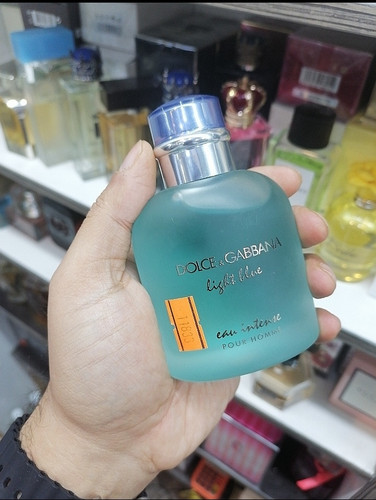 DOLCE & GABBANA
light blue
eau intense
POUR HOMME